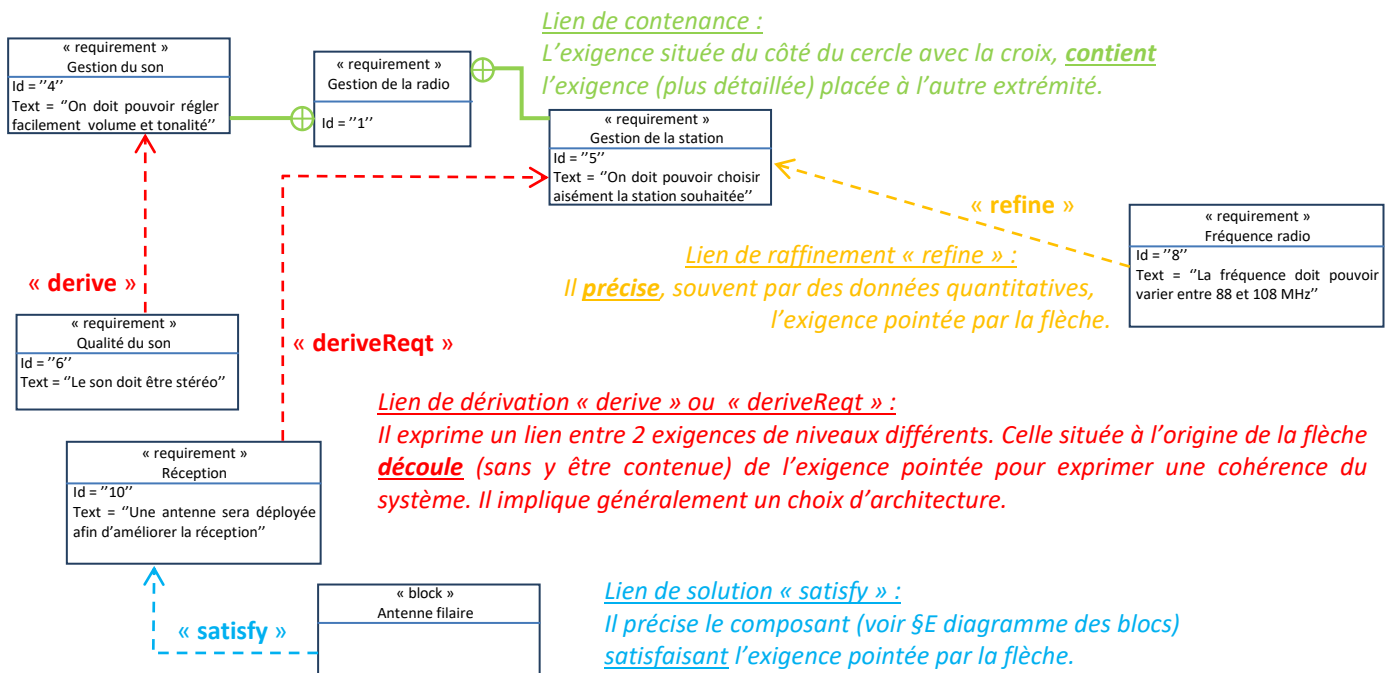 Lien de contenance :
L’exigence située du côté du cercle avec la croix, contient
l’exigence (plus détaillée) placée à l’autre extrémité.
« requirement »
Gestion du son
Id = ’’4’’
Text = ‘’On doit pouvoir régler
facilement volume et tonalité’’
« requirement »
Gestion de la radio
Id = ’’1’’
« requirement »
Gestion de la station
Id = ’’5’’
Text = ‘’On doit pouvoir choisir
aisément la station souhaitée’’
« refine »
« requirement »
Fréquence radio
Id = ’’8’’
Text = ‘’La fréquence doit pouvoir
varier entre 88 et 108 MHz’’
Lien de raffinement « refine » :
Il précise, souvent par des données quantitatives,
l’exigence pointée par la flèche.
« derive »
« requirement »
Qualité du son
Id = ’’6’’
Text = ‘’Le son doit être stéréo’’
« deriveReqt »
Lien de dérivation « derive » ou « deriveReqt » :
Il exprime un lien entre 2 exigences de niveaux différents. Celle située à l’origine de la flèche
découle (sans y être contenue) de l’exigence pointée pour exprimer une cohérence du
système. Il implique généralement un choix d’architecture.
« requirement »
Réception
Id = ’’10’’
Text = ‘’Une antenne sera déployée
afin d’améliorer la réception’’
« satisfy »
« block »
Antenne filaire
Lien de solution « satisfy » :
Il précise le composant (voir §E diagramme des blocs)
satisfaisant l’exigence pointée par la flèche.